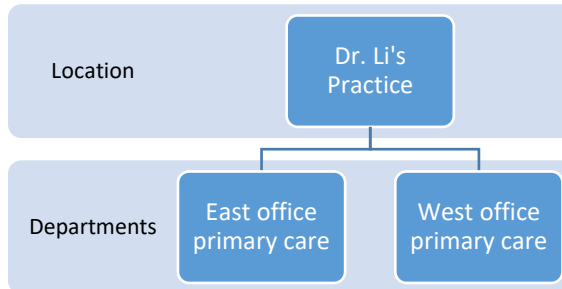 Location
Dr. Li's
Practice
Departments
East office
primary care
West office
primary care